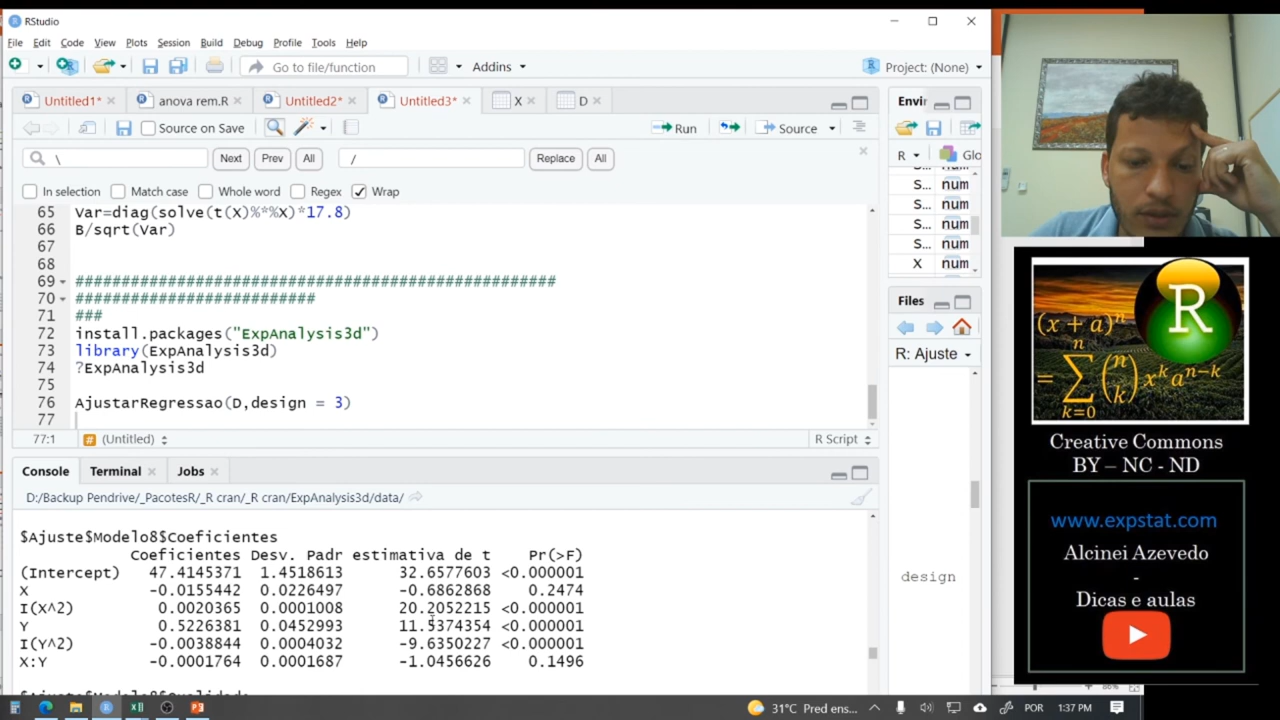 RStudio
File Edit Code View Plots Session Build Debug Profile Tools Help
Go to file/function Addins Project: (None)
Untitled1* anova rem.R Untitled2* Untitled3* X D
Source on Save Run Source
\ Next Prev All / Replace All
In selection Match case Whole word Regex Wrap
65 Var=diag(solve(t(X)%*%X)*17.8)
66 B/sqrt(Var)
67
68
69 ####################################################
70 ##########################
71 ###
72 install.packages("ExpAnalysis3d")
73 library(ExpAnalysis3d)
74 ?ExpAnalysis3d
75
76 AjustarRegressao(D,design = 3)
77
77:1 # (Untitled) R Script
Console Terminal Jobs
D:/Backup Pendrive/_PacotesR/_R cran/_R cran/ExpAnalysis3d/data/
$Ajuste$Modelo8$Coeficientes
Coeficientes Desv. Padr estimativa de t Pr(>F)
(Intercept) 47.4145371 1.4518613 32.6577603 <0.000001
X -0.0155442 0.0226497 -0.6862868 0.2474
I(X^2) 0.0020365 0.0001008 20.2052215 <0.000001
Y 0.5226381 0.0452993 11.5374354 <0.000001
I(Y^2) -0.0038844 0.0004032 -9.6350227 <0.000001
X:Y -0.0001764 0.0001687 -1.0456626 0.1496
Envir
R Glo
S... num
S... num
S... num
S... num
X num
Files
R: Ajuste
design
R
(x + a)^n
= ∑ (n k) x^k a^(n-k)
n
k=0
Creative Commons
BY – NC - ND
www.expstat.com
Alcinei Azevedo
-
Dicas e aulas
86%
31°C Pred ens... POR 1:37 PM